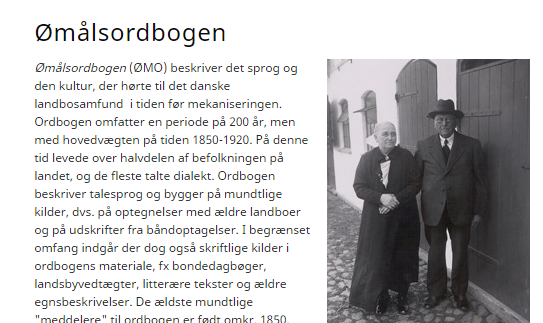 Ømålsordbogen
Ømålsordbogen (ØMO) beskriver det sprog og
den kultur, der hørte til det danske
landbosamfund  i tiden før mekaniseringen.
Ordbogen omfatter en periode på 200 år, men
med hovedvægten på tiden 1850-1920. På denne
tid levede over halvdelen af befolkningen på
landet, og de fleste talte dialekt. Ordbogen
beskriver talesprog og bygger på mundtlige
kilder, dvs. på optegnelser med ældre landboer
og på udskrifter fra båndoptagelser. I begrænset
omfang indgår der dog også skriftlige kilder i
ordbogens materiale, fx bondedagbøger,
landsbyvedtægter, litterære tekster og ældre
egnsbeskrivelser. De ældste mundtlige
"meddelere" til ordbogen er født omkr. 1850.